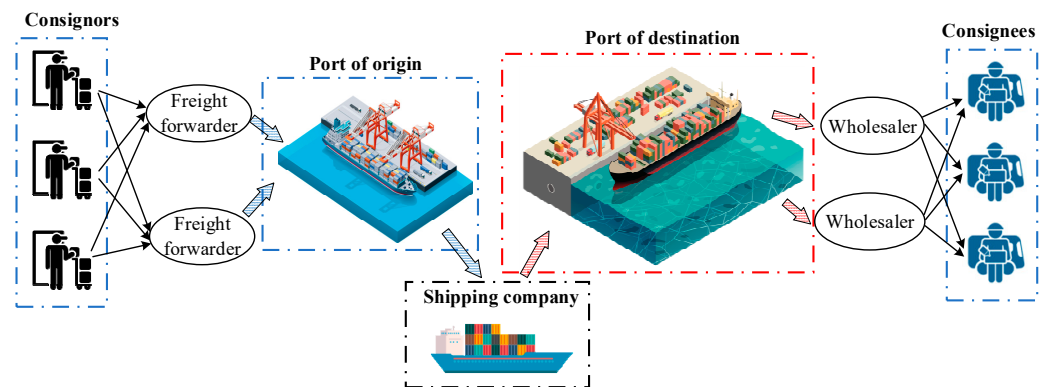 Consignors
Freight
forwarder
Freight
forwarder
Port of origin
Shipping company
Port of destination
Wholesaler
Wholesaler
Consignees